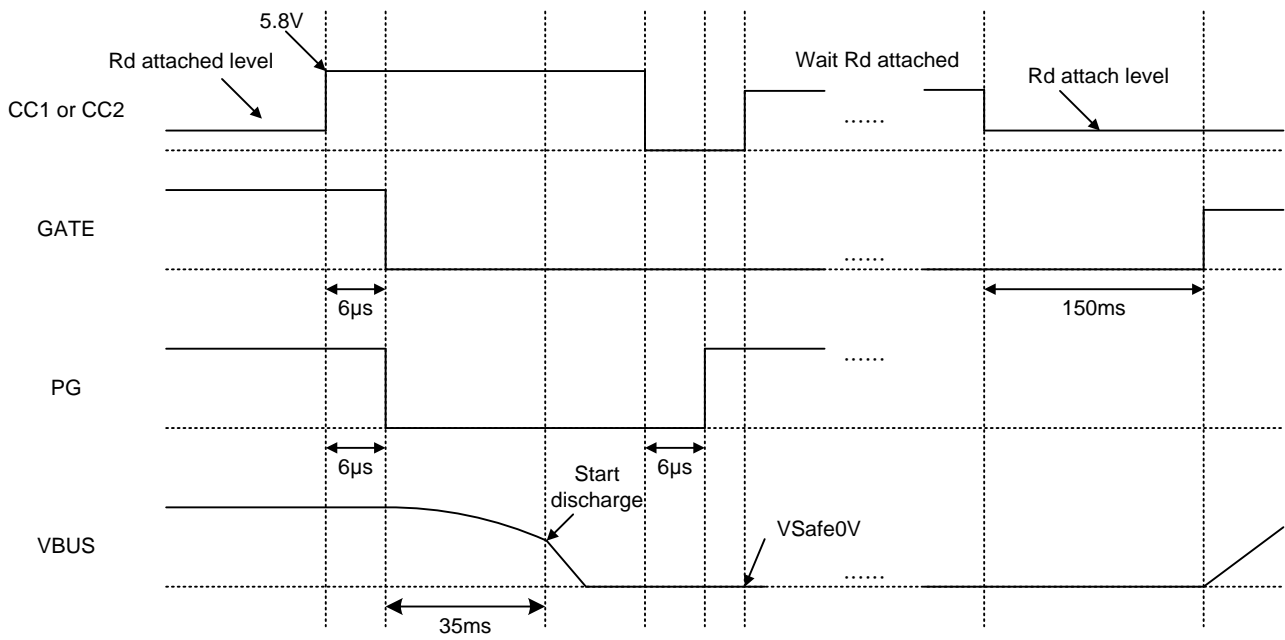 5.8V
Rd attached level
Wait Rd attached
Rd attach level
CC1 or CC2
......
GATE
......
6µs
150ms
......
PG
6µs
6µs
Start
discharge
VSafe0V
VBUS
......
35ms